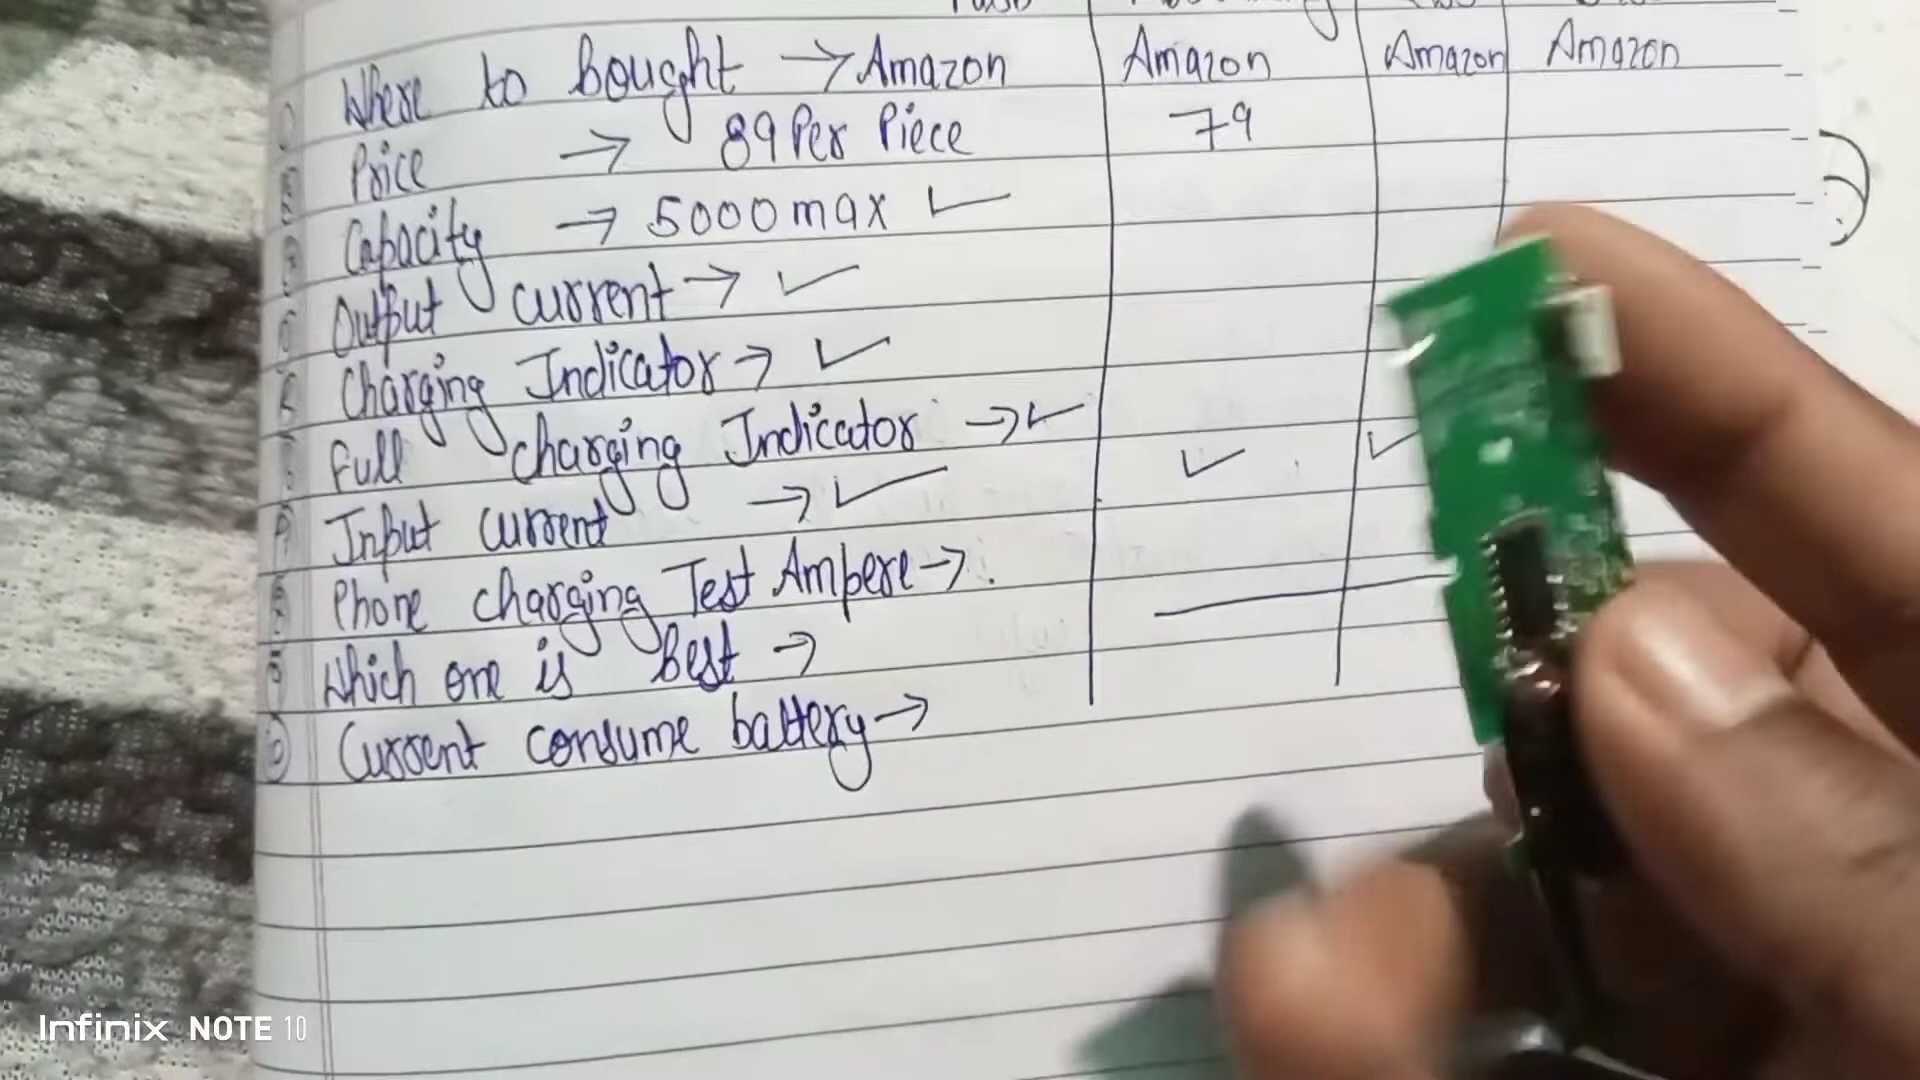 Where to bought → Amazon Amazon Amazon Amazon
Price → 89 Per Piece 79
Capacity → 5000 max ✓
Output current → ✓
Charging Indicator → ✓
Full charging Indicator → ✓ ✓ ✓
Input current → ✓
Phone charging Test Ampere →
Which one is Best →
Current consume battery →
Infinix NOTE 10